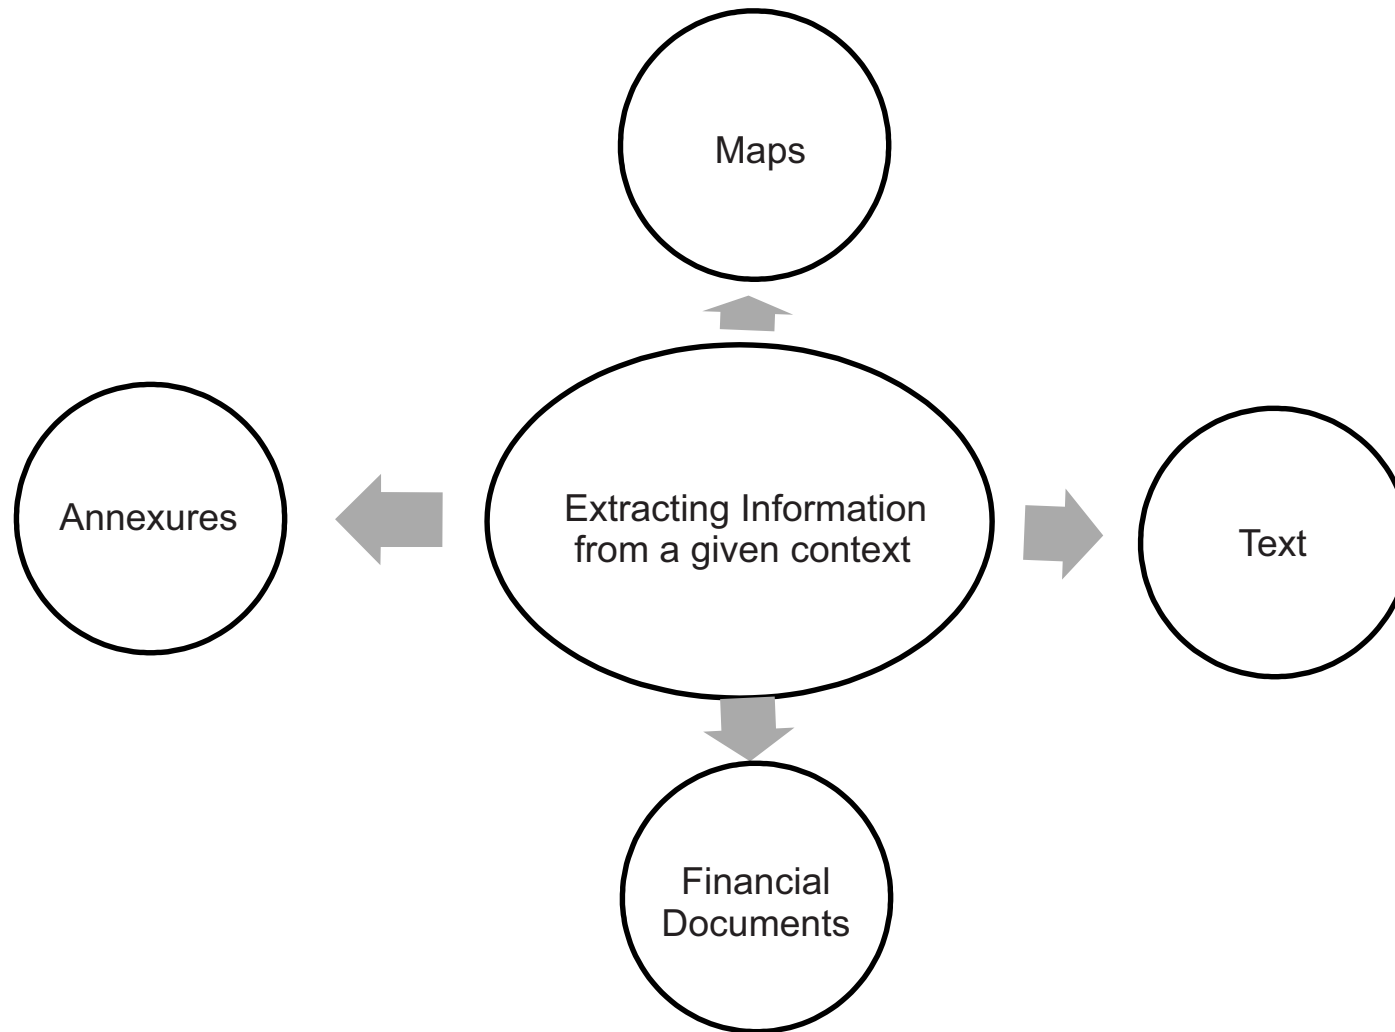 Maps
Annexures
Extracting Information
from a given context
Text
Financial
Documents